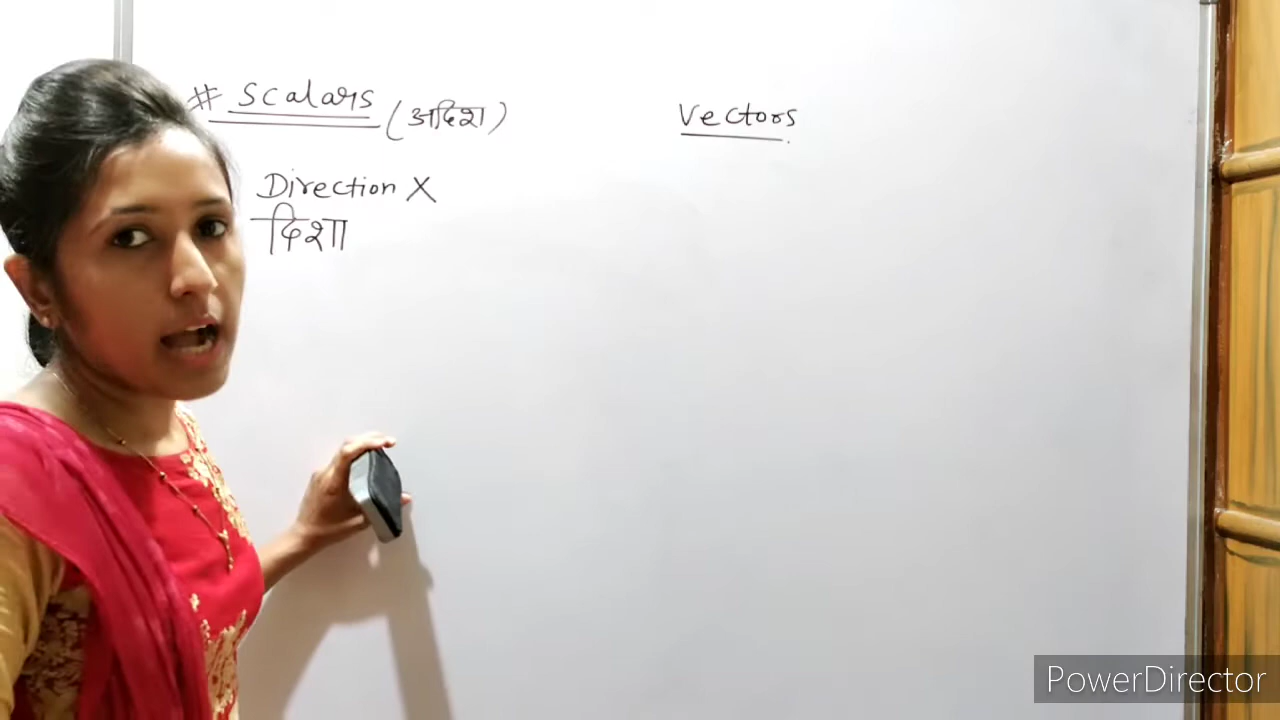 # Scalars (अदिश)
Vectors
Direction X
दिशा
PowerDirector